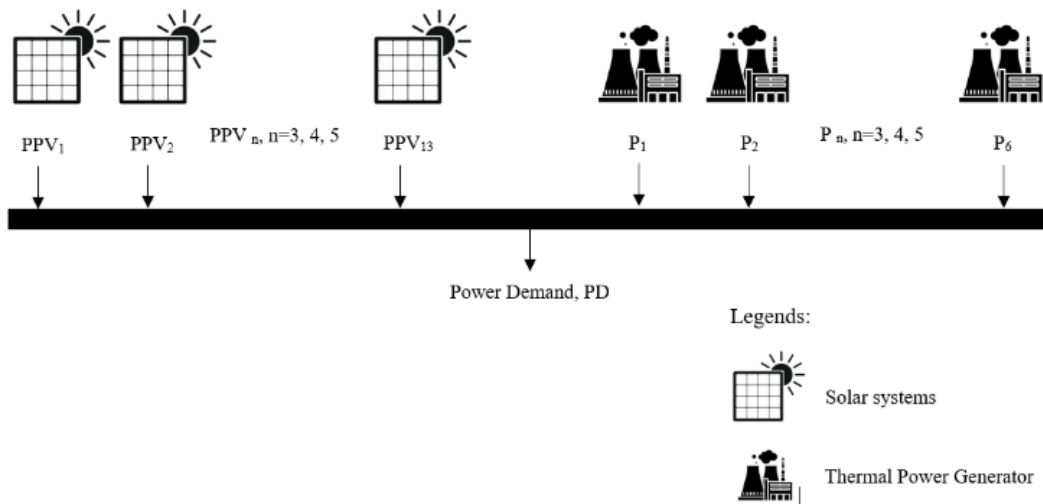 PPV₁ PPV₂ PPV n, n=3, 4, 5 PPV₁₃ P₁ P₂ P n, n=3, 4, 5 P₆
Power Demand, PD
Legends:
Solar systems
Thermal Power Generator